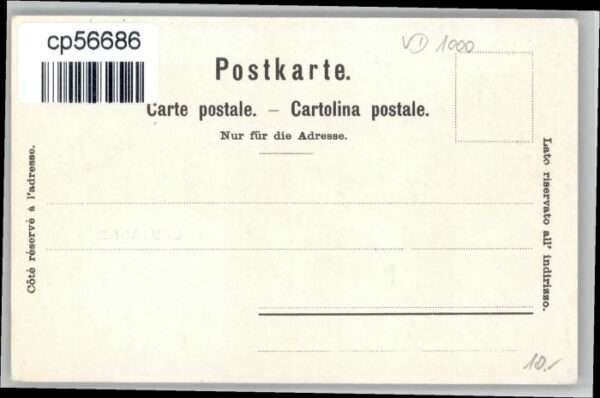 cp56686
VD 1000
Postkarte.
Carte postale. — Cartolina postale.
Nur für die Adresse.
Côté réservé à l'adresse.
Lato riservato all' indirizzo.
10.-